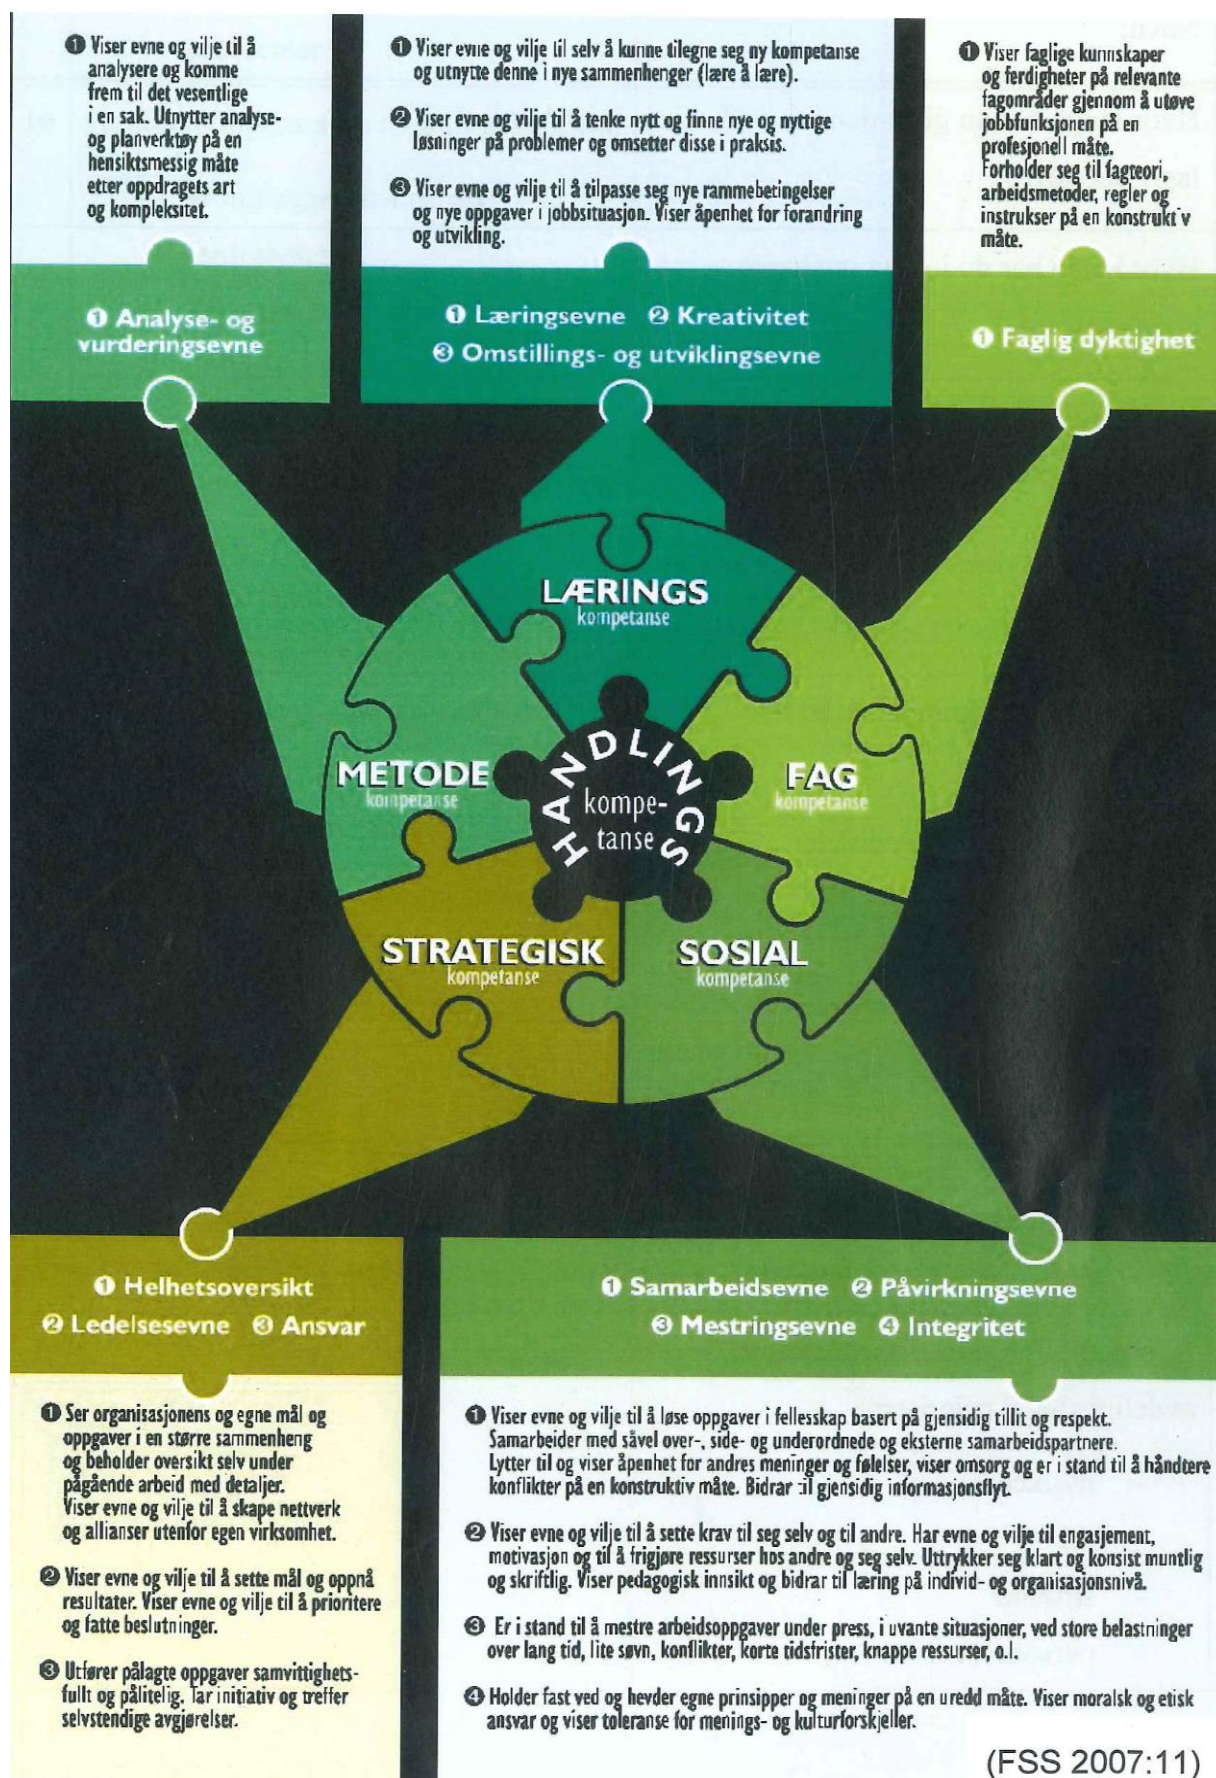 ❶ Viser evne og vilje til å
analysere og komme
frem til det vesentlige
i en sak. Utnytter analyse-
og planverktøy på en
hensiktsmessig måte
etter oppdragets art
og kompleksitet.
❶ Analyse- og
vurderingsevne
❶ Viser evne og vilje til selv å kunne tilegne seg ny kompetanse
og utnytte denne i nye sammenhenger (lære å lære).
❷ Viser evne og vilje til å tenke nytt og finne nye og nyttige
løsninger på problemer og omsetter disse i praksis.
❸ Viser evne og vilje til å tilpasse seg nye rammebetingelser
og nye oppgaver i jobbsituasjon. Viser åpenhet for forandring
og utvikling.
❶ Læringsevne ❷ Kreativitet
❸ Omstillings- og utviklingsevne
❶ Viser faglige kunnskaper
og ferdigheter på relevante
fagområder gjennom å utøve
jobbfunksjonen på en
profesjonell måte.
Forholder seg til fagteori,
arbeidsmetoder, regler og
instrukser på en konstrukt v
måte.
❶ Faglig dyktighet
LÆRINGS
kompetanse
METODE
kompetanse
HANDLINGS
kompe-
tanse
FAG
kompetanse
STRATEGISK
kompetanse
SOSIAL
kompetanse
❶ Helhetsoversikt
❷ Ledelsesevne ❸ Ansvar
❶ Ser organisasjonens og egne mål og
oppgaver i en større sammenheng
og beholder oversikt selv under
pågående arbeid med detaljer.
Viser evne og vilje til å skape nettverk
og allianser utenfor egen virksomhet.
❷ Viser evne og vilje til å sette mål og oppnå
resultater. Viser evne og vilje til å prioritere
og fatte beslutninger.
❸ Utfører pålagte oppgaver samvittighets-
fullt og pålitelig. Tar initiativ og treffer
selvstendige avgjørelser.
❶ Samarbeidsevne ❷ Påvirkningsevne
❸ Mestringsevne ❹ Integritet
❶ Viser evne og vilje til å løse oppgaver i fellesskap basert på gjensidig tillit og respekt.
Samarbeider med såvel over-, side- og underordnede og eksterne samarbeidspartnere.
Lytter til og viser åpenhet for andres meninger og følelser, viser omsorg og er i stand til å håndtere
konflikter på en konstruktiv måte. Bidrar til gjensidig informasjonsflyt.
❷ Viser evne og vilje til å sette krav til seg selv og til andre. Har evne og vilje til engasjement,
motivasjon og til å frigjøre ressurser hos andre og seg selv. Uttrykker seg klart og konsist muntlig
og skriftlig. Viser pedagogisk innsikt og bidrar til læring på individ- og organisasjonsnivå.
❸ Er i stand til å mestre arbeidsoppgaver under press, i uvante situasjoner, ved store belastninger
over lang tid, lite søvn, konflikter, korte tidsfrister, knappe ressurser, o.l.
❹ Holder fast ved og hevder egne prinsipper og meninger på en uredd måte. Viser moralsk og etisk
ansvar og viser toleranse for menings- og kulturforskjeller.
(FSS 2007:11)